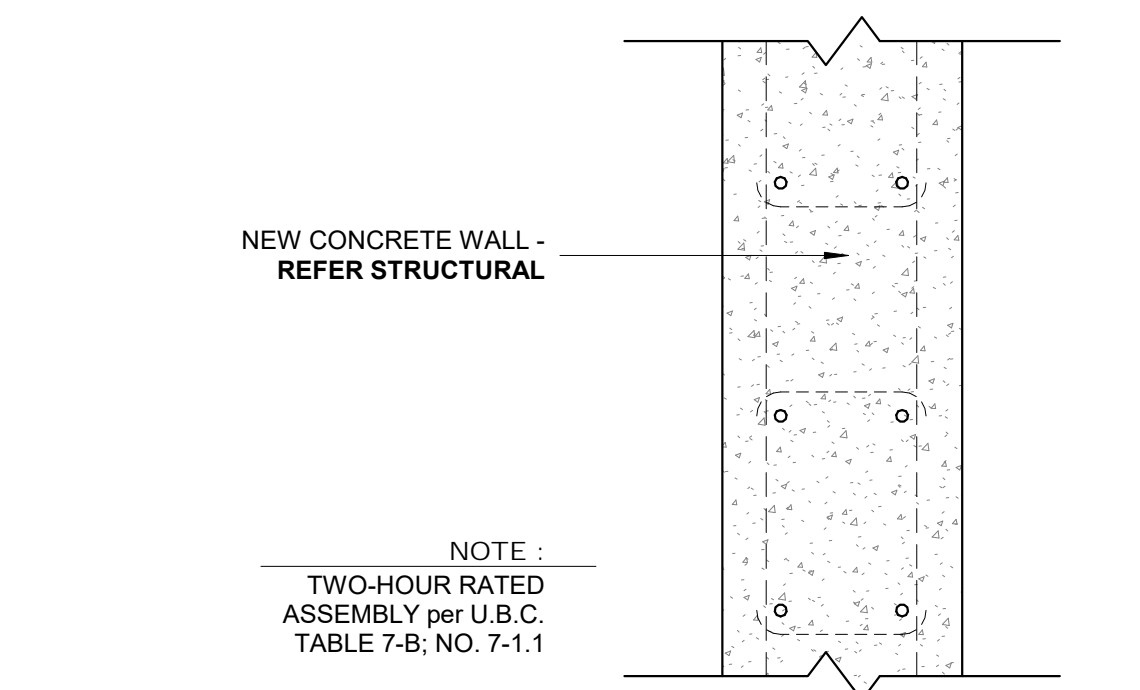 NEW CONCRETE WALL -
REFER STRUCTURAL
NOTE :
TWO-HOUR RATED
ASSEMBLY per U.B.C.
TABLE 7-B; NO. 7-1.1